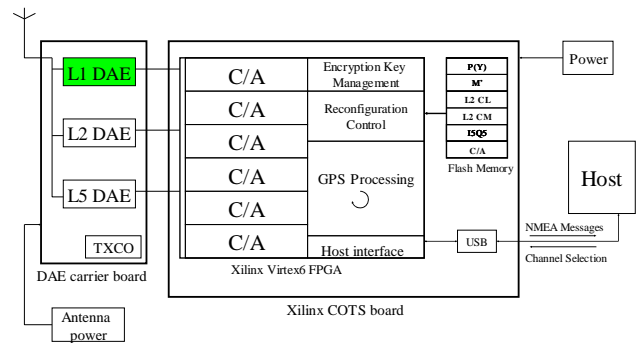 L1 DAE
L2 DAE
L5 DAE
TXCO
DAE carrier board
Antenna
power
C/A
C/A
C/A
C/A
C/A
C/A
Encryption Key
Management
Reconfiguration
Control
GPS Processing
Host interface
Xilinx Virtex6 FPGA
P(Y)
M'
L2 CL
L2 CM
I5Q5
C/A
Flash Memory
USB
Xilinx COTS board
Power
Host
NMEA Messages
Channel Selection